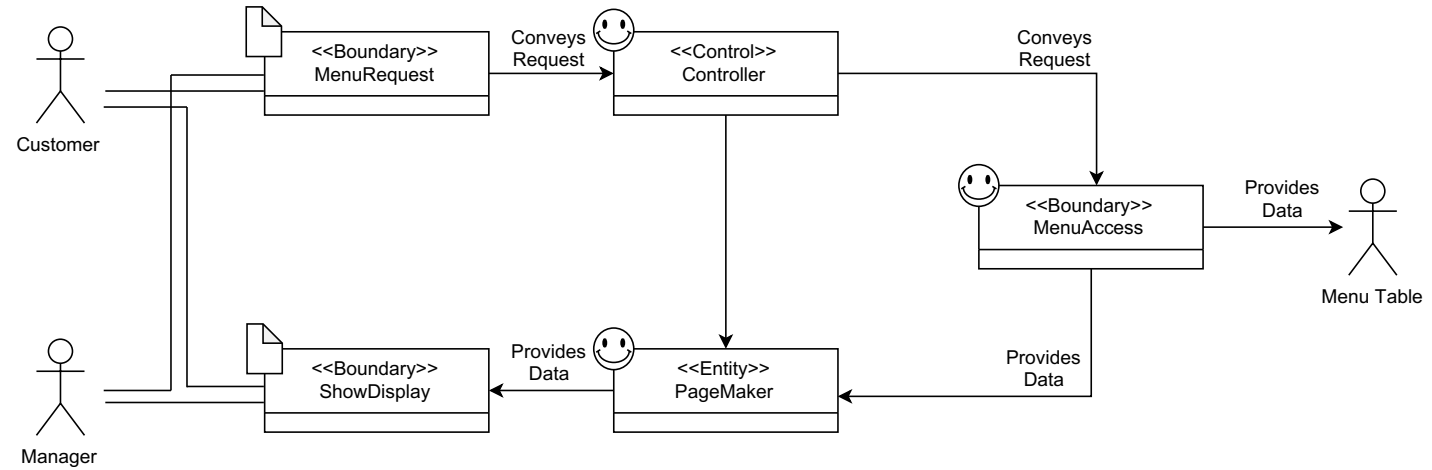 Customer
<<Boundary>>
MenuRequest
Conveys
Request
<<Control>>
Controller
Conveys
Request
<<Boundary>>
MenuAccess
Provides
Data
Menu Table
Manager
<<Boundary>>
ShowDisplay
Provides
Data
<<Entity>>
PageMaker
Provides
Data